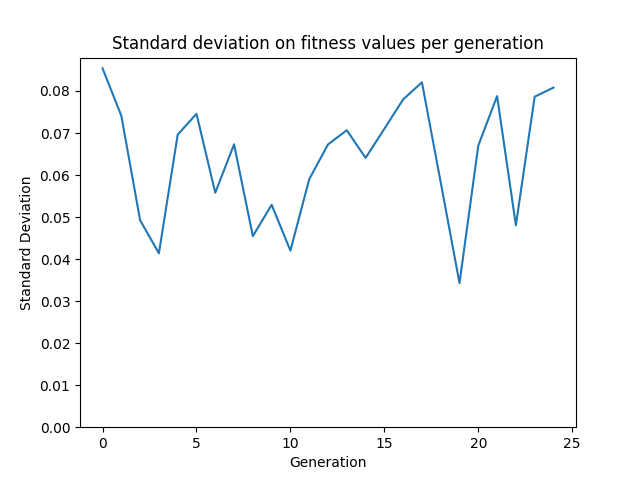 Standard deviation on fitness values per generation
0.08
0.07
0.06
0.05
0.04
0.03
0.02
0.01
0.00
Standard Deviation
0 5 10 15 20 25
Generation